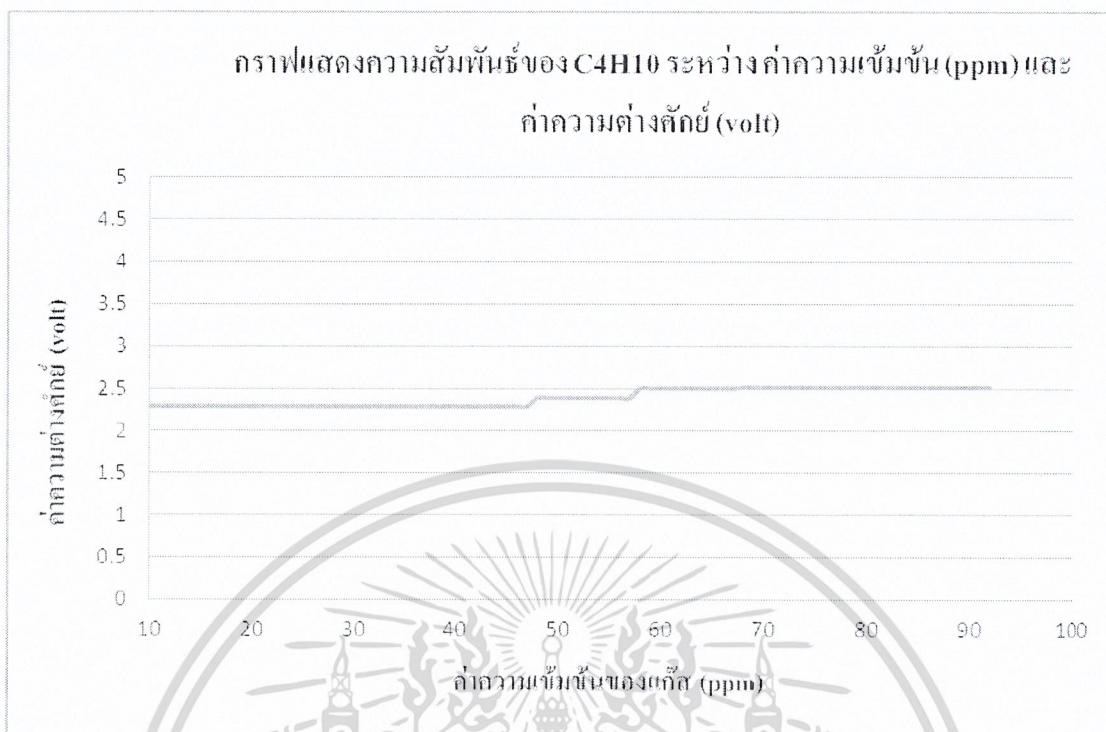 กราฟแสดงความสัมพันธ์ของ C4H10 ระหว่าง ค่าความเข้มข้น (ppm) และ
ค่าความต่างศักย์ (volt)
5
4.5
4
3.5
3
2.5
2
1.5
1
0.5
0
ค่าความต่างศักย์ (volt)
10 20 30 40 50 60 70 80 90 100
ค่าความเข้มข้นของแก๊ส (ppm)